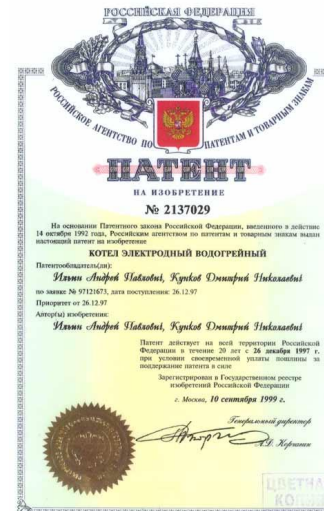 РОССИЙСКАЯ ФЕДЕРАЦИЯ
РОССИЙСКОЕ АГЕНТСТВО ПО ПАТЕНТАМ И ТОВАРНЫМ ЗНАКАМ
ПАТЕНТ
НА ИЗОБРЕТЕНИЕ
№ 2137029
На основании Патентного закона Российской Федерации, введенного в действие
14 октября 1992 года, Российским агентством по патентам и товарным знакам выдан
настоящий патент на изобретение
КОТЕЛ ЭЛЕКТРОДНЫЙ ВОДОГРЕЙНЫЙ
Патентообладатель(ли):
Ильин Андрей Павлович, Кунков Дмитрий Николаевич
по заявке № 97121673, дата поступления: 26.12.97
Приоритет от 26.12.97
Автор(ы) изобретения:
Ильин Андрей Павлович, Кунков Дмитрий Николаевич
Патент действует на всей территории Российской
Федерации в течение 20 лет с 26 декабря 1997 г.
при условии своевременной уплаты пошлины за
поддержание патента в силе
Зарегистрирован в Государственном реестре
изобретений Российской Федерации
г. Москва, 10 сентября 1999 г.
Генеральный директор
А.Д. Корчагин
ЦВЕТНАЯ
КОПИЯ